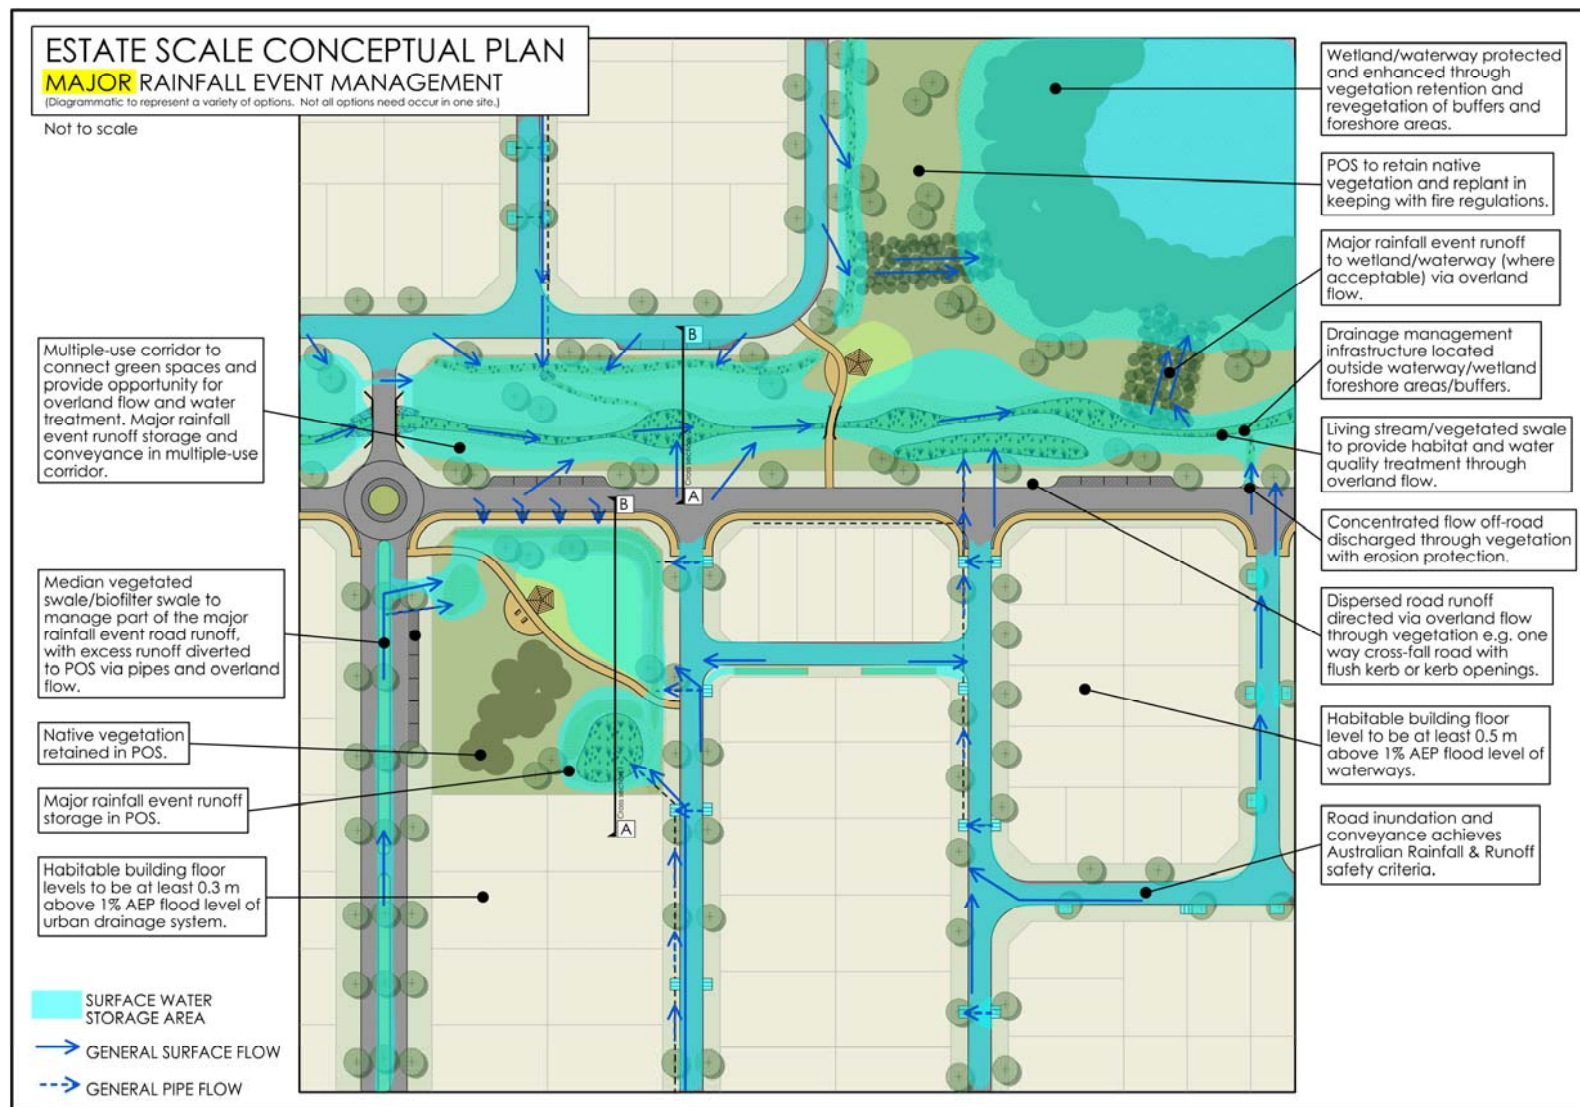 ESTATE SCALE CONCEPTUAL PLAN
MAJOR RAINFALL EVENT MANAGEMENT
(Diagrammatic to represent a variety of options. Not all options need occur in one site.)
Not to scale
Multiple-use corridor to
connect green spaces and
provide opportunity for
overland flow and water
treatment. Major rainfall
event runoff storage and
conveyance in multiple-use
corridor.
Median vegetated
swale/biofilter swale to
manage part of the major
rainfall event road runoff,
with excess runoff diverted
to POS via pipes and overland
flow.
Native vegetation
retained in POS.
Major rainfall event runoff
storage in POS.
Habitable building floor
levels to be at least 0.3 m
above 1% AEP flood level of
urban drainage system.
SURFACE WATER
STORAGE AREA
GENERAL SURFACE FLOW
GENERAL PIPE FLOW
B
Cross section
A
B
Cross section
A
Wetland/waterway protected
and enhanced through
vegetation retention and
revegetation of buffers and
foreshore areas.
POS to retain native
vegetation and replant in
keeping with fire regulations.
Major rainfall event runoff
to wetland/waterway (where
acceptable) via overland
flow.
Drainage management
infrastructure located
outside waterway/wetland
foreshore areas/buffers.
Living stream/vegetated swale
to provide habitat and water
quality treatment through
overland flow.
Concentrated flow off-road
discharged through vegetation
with erosion protection.
Dispersed road runoff
directed via overland flow
through vegetation e.g. one
way cross-fall road with
flush kerb or kerb openings.
Habitable building floor
level to be at least 0.5 m
above 1% AEP flood level of
waterways.
Road inundation and
conveyance achieves
Australian Rainfall & Runoff
safety criteria.